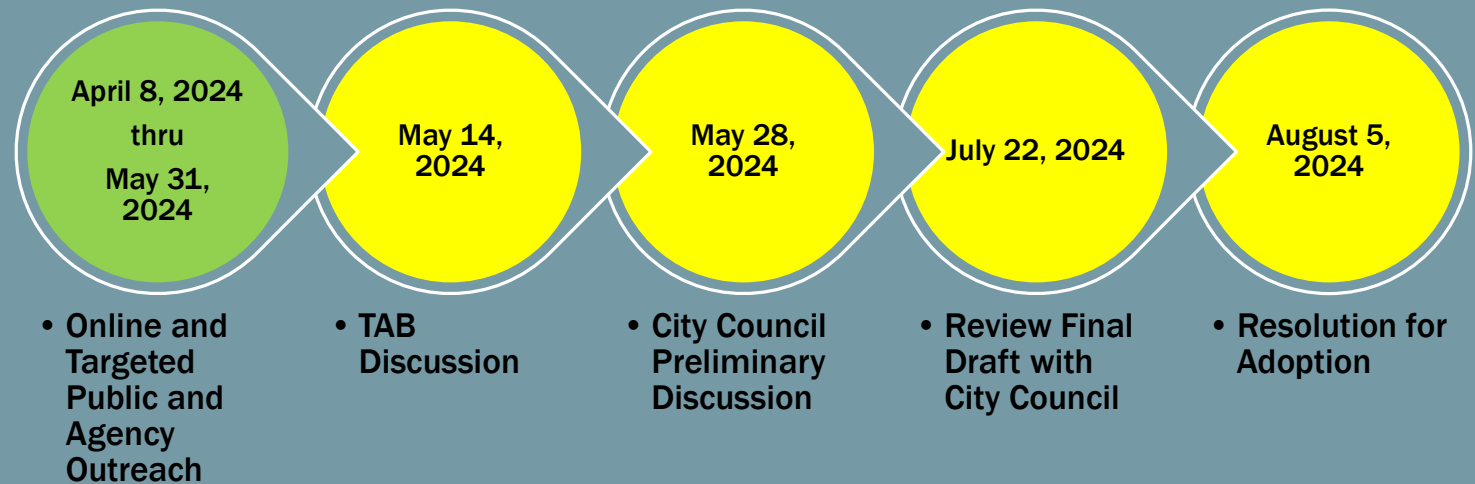 April 8, 2024
thru
May 31,
2024
• Online and
Targeted
Public and
Agency
Outreach
May 14,
2024
• TAB
Discussion
May 28,
2024
• City Council
Preliminary
Discussion
July 22, 2024
• Review Final
Draft with
City Council
August 5,
2024
• Resolution for
Adoption